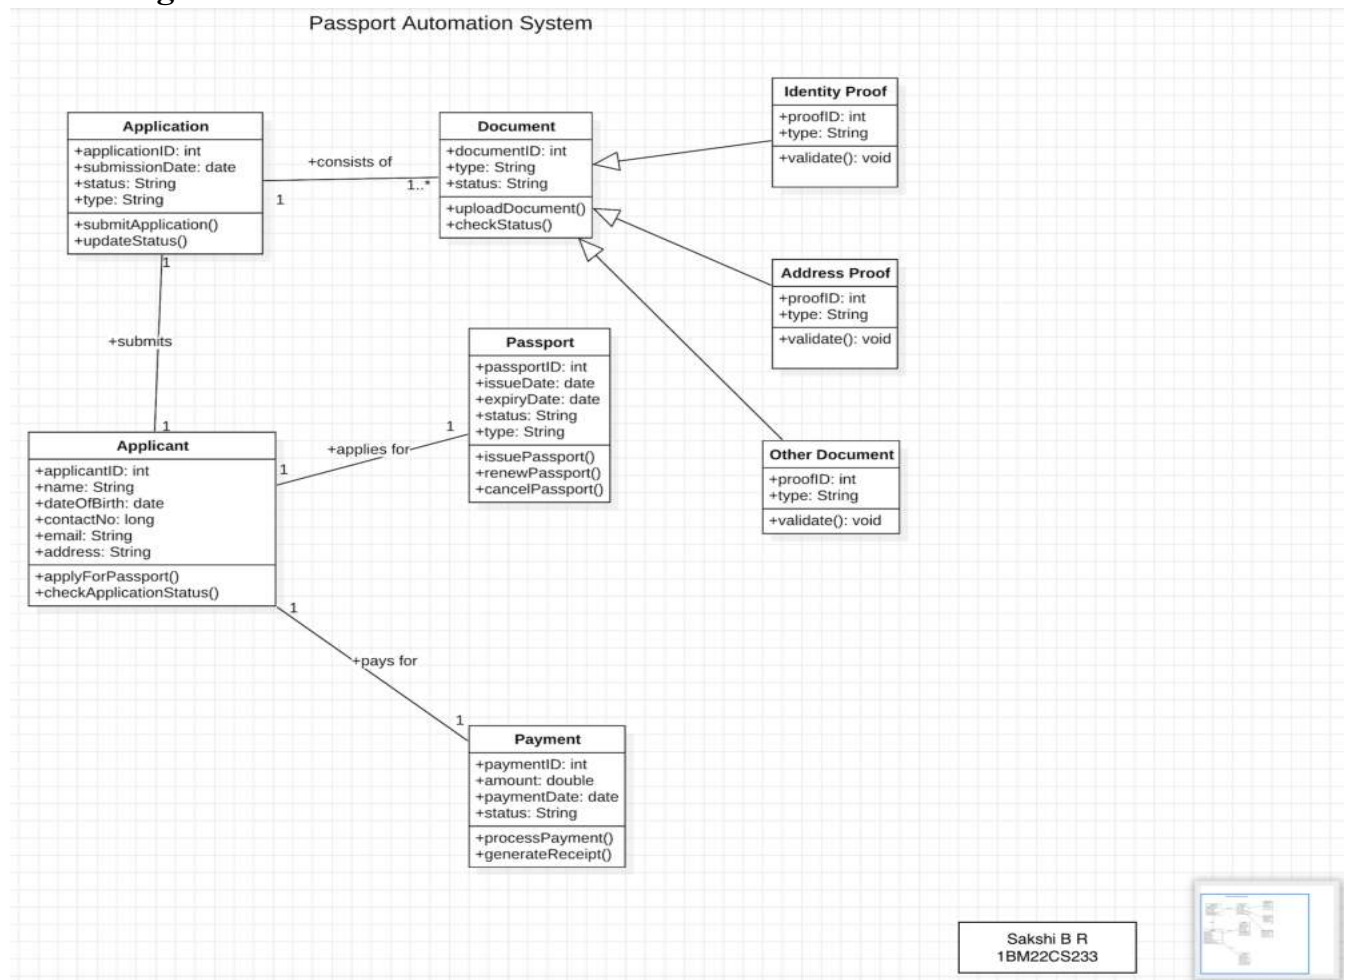 Passport Automation System
Application
+applicationID: int
+submissionDate: date
+status: String
+type: String
+submitApplication()
+updateStatus()
+consists of
1
1..*
Document
+documentID: int
+type: String
+status: String
+uploadDocument()
+checkStatus()
Identity Proof
+proofID: int
+type: String
+validate(): void
Address Proof
+proofID: int
+type: String
+validate(): void
Other Document
+proofID: int
+type: String
+validate(): void
1
+submits
1
Applicant
+applicantID: int
+name: String
+dateOfBirth: date
+contactNo: long
+email: String
+address: String
+applyForPassport()
+checkApplicationStatus()
1
+applies for
1
Passport
+passportID: int
+issueDate: date
+expiryDate: date
+status: String
+type: String
+issuePassport()
+renewPassport()
+cancelPassport()
1
+pays for
1
Payment
+paymentID: int
+amount: double
+paymentDate: date
+status: String
+processPayment()
+generateReceipt()
Sakshi B R
1BM22CS233